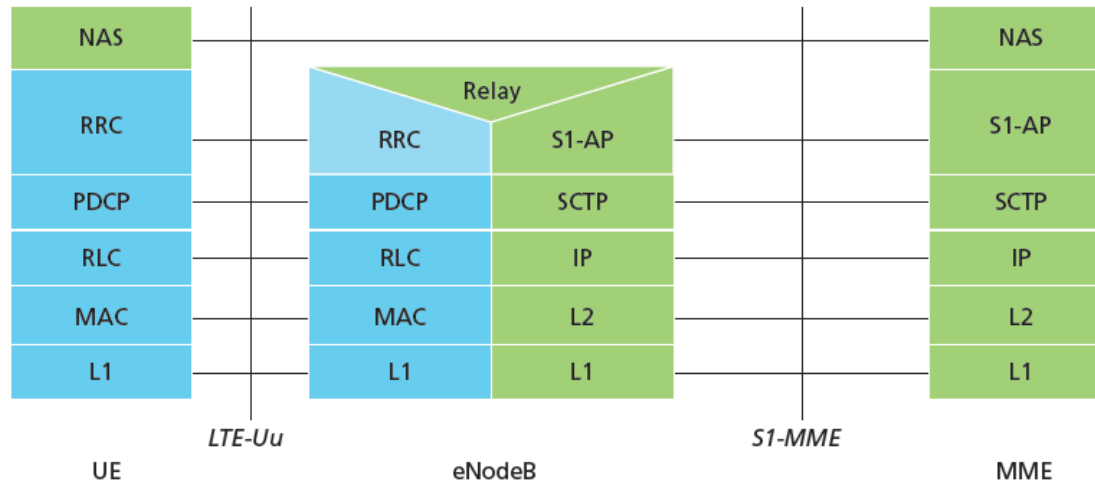 NAS NAS
Relay
RRC RRC S1-AP S1-AP
PDCP PDCP SCTP SCTP
RLC RLC IP IP
MAC MAC L2 L2
L1 L1 L1 L1
LTE-Uu S1-MME
UE eNodeB MME